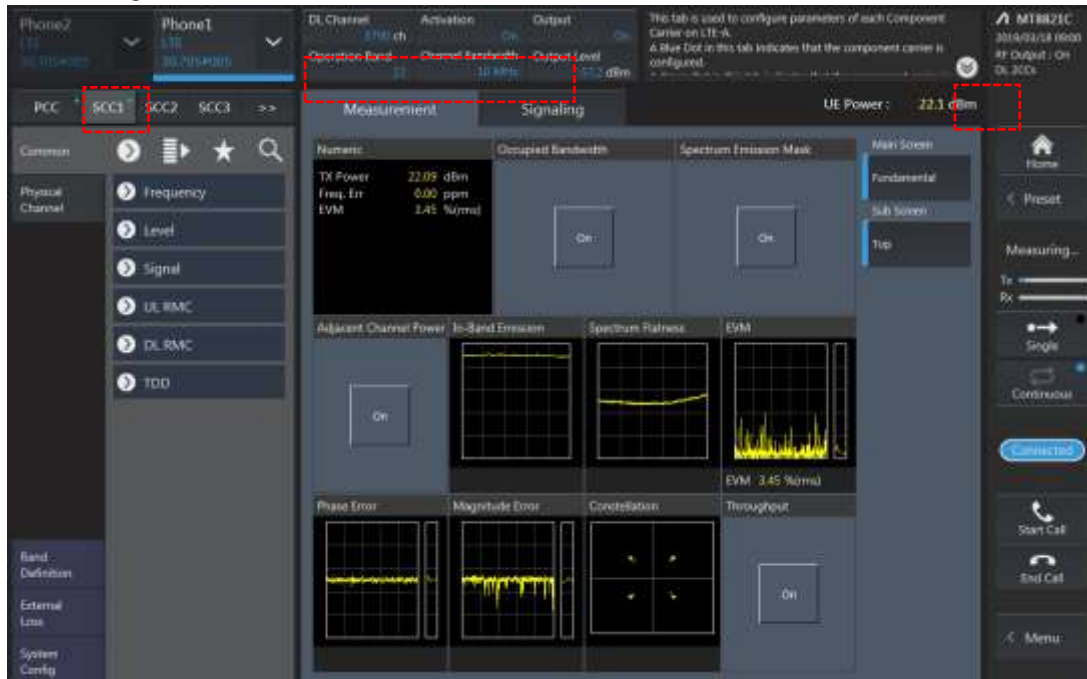 Phone2
LTE
Phone1
LTE
30.705#005
DL Channel
ch
Activation
On
Output
On
Operation Band
Channel Bandwidth
10 MHz
Output Level
dBm
This tab is used to configure parameters of each Component
Carrier on LTE-A.
A Blue Dot in this tab indicates that the component carrier is
configured.
MT8821C
RF Output : On
DL 2CCs
PCC
SCC1
SCC2
SCC3
>>
Measurement
Signaling
UE Power : 22.1 dBm
Common
Physical
Channel
Frequency
Level
Signal
UL RMC
DL RMC
TDD
Band
Definition
External
Loss
System
Config
Numeric
TX Power 22.09 dBm
Freq. Err 0.00 ppm
EVM 3.45 %(rms)
Occupied Bandwidth
On
Spectrum Emission Mask
On
Main Screen
Fundamental
Sub Screen
Top
Adjacent Channel Power
On
In-Band Emission
Spectrum Flatness
EVM
EVM 3.45 %(rms)
Phase Error
Magnitude Error
Constellation
Throughput
On
Home
< Preset
Measuring...
Tx
Rx
Single
Continuous
Connected
Start Call
End Call
< Menu